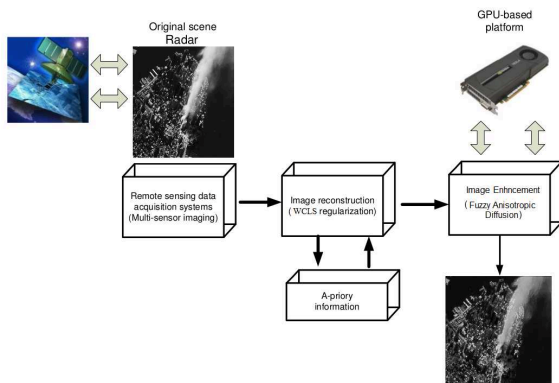 Original scene
Radar
GPU-based
platform
Remote sensing data
acquisition systems
(Multi-sensor imaging)
Image reconstruction
( WCLS regularization)
Image Enhncement
( Fuzzy Anisotropic
Diffusion)
A-priory
information